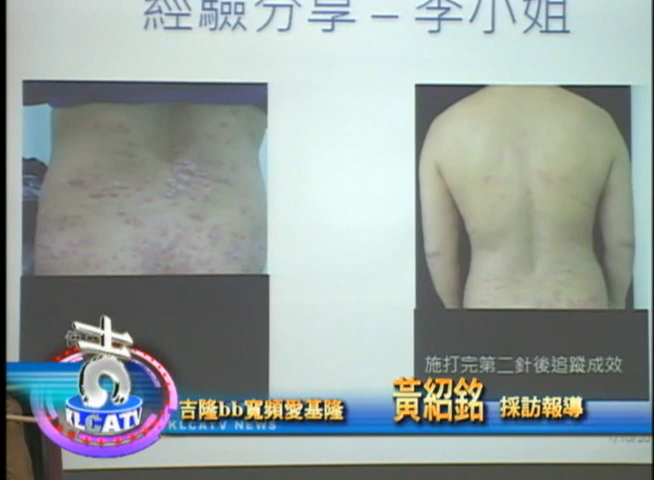 經驗分享 – 李小姐
施打完第二針後追蹤成效
吉
KLCATV
吉隆bb寬頻愛基隆
黃紹銘 採訪報導
KLCATV NEWS